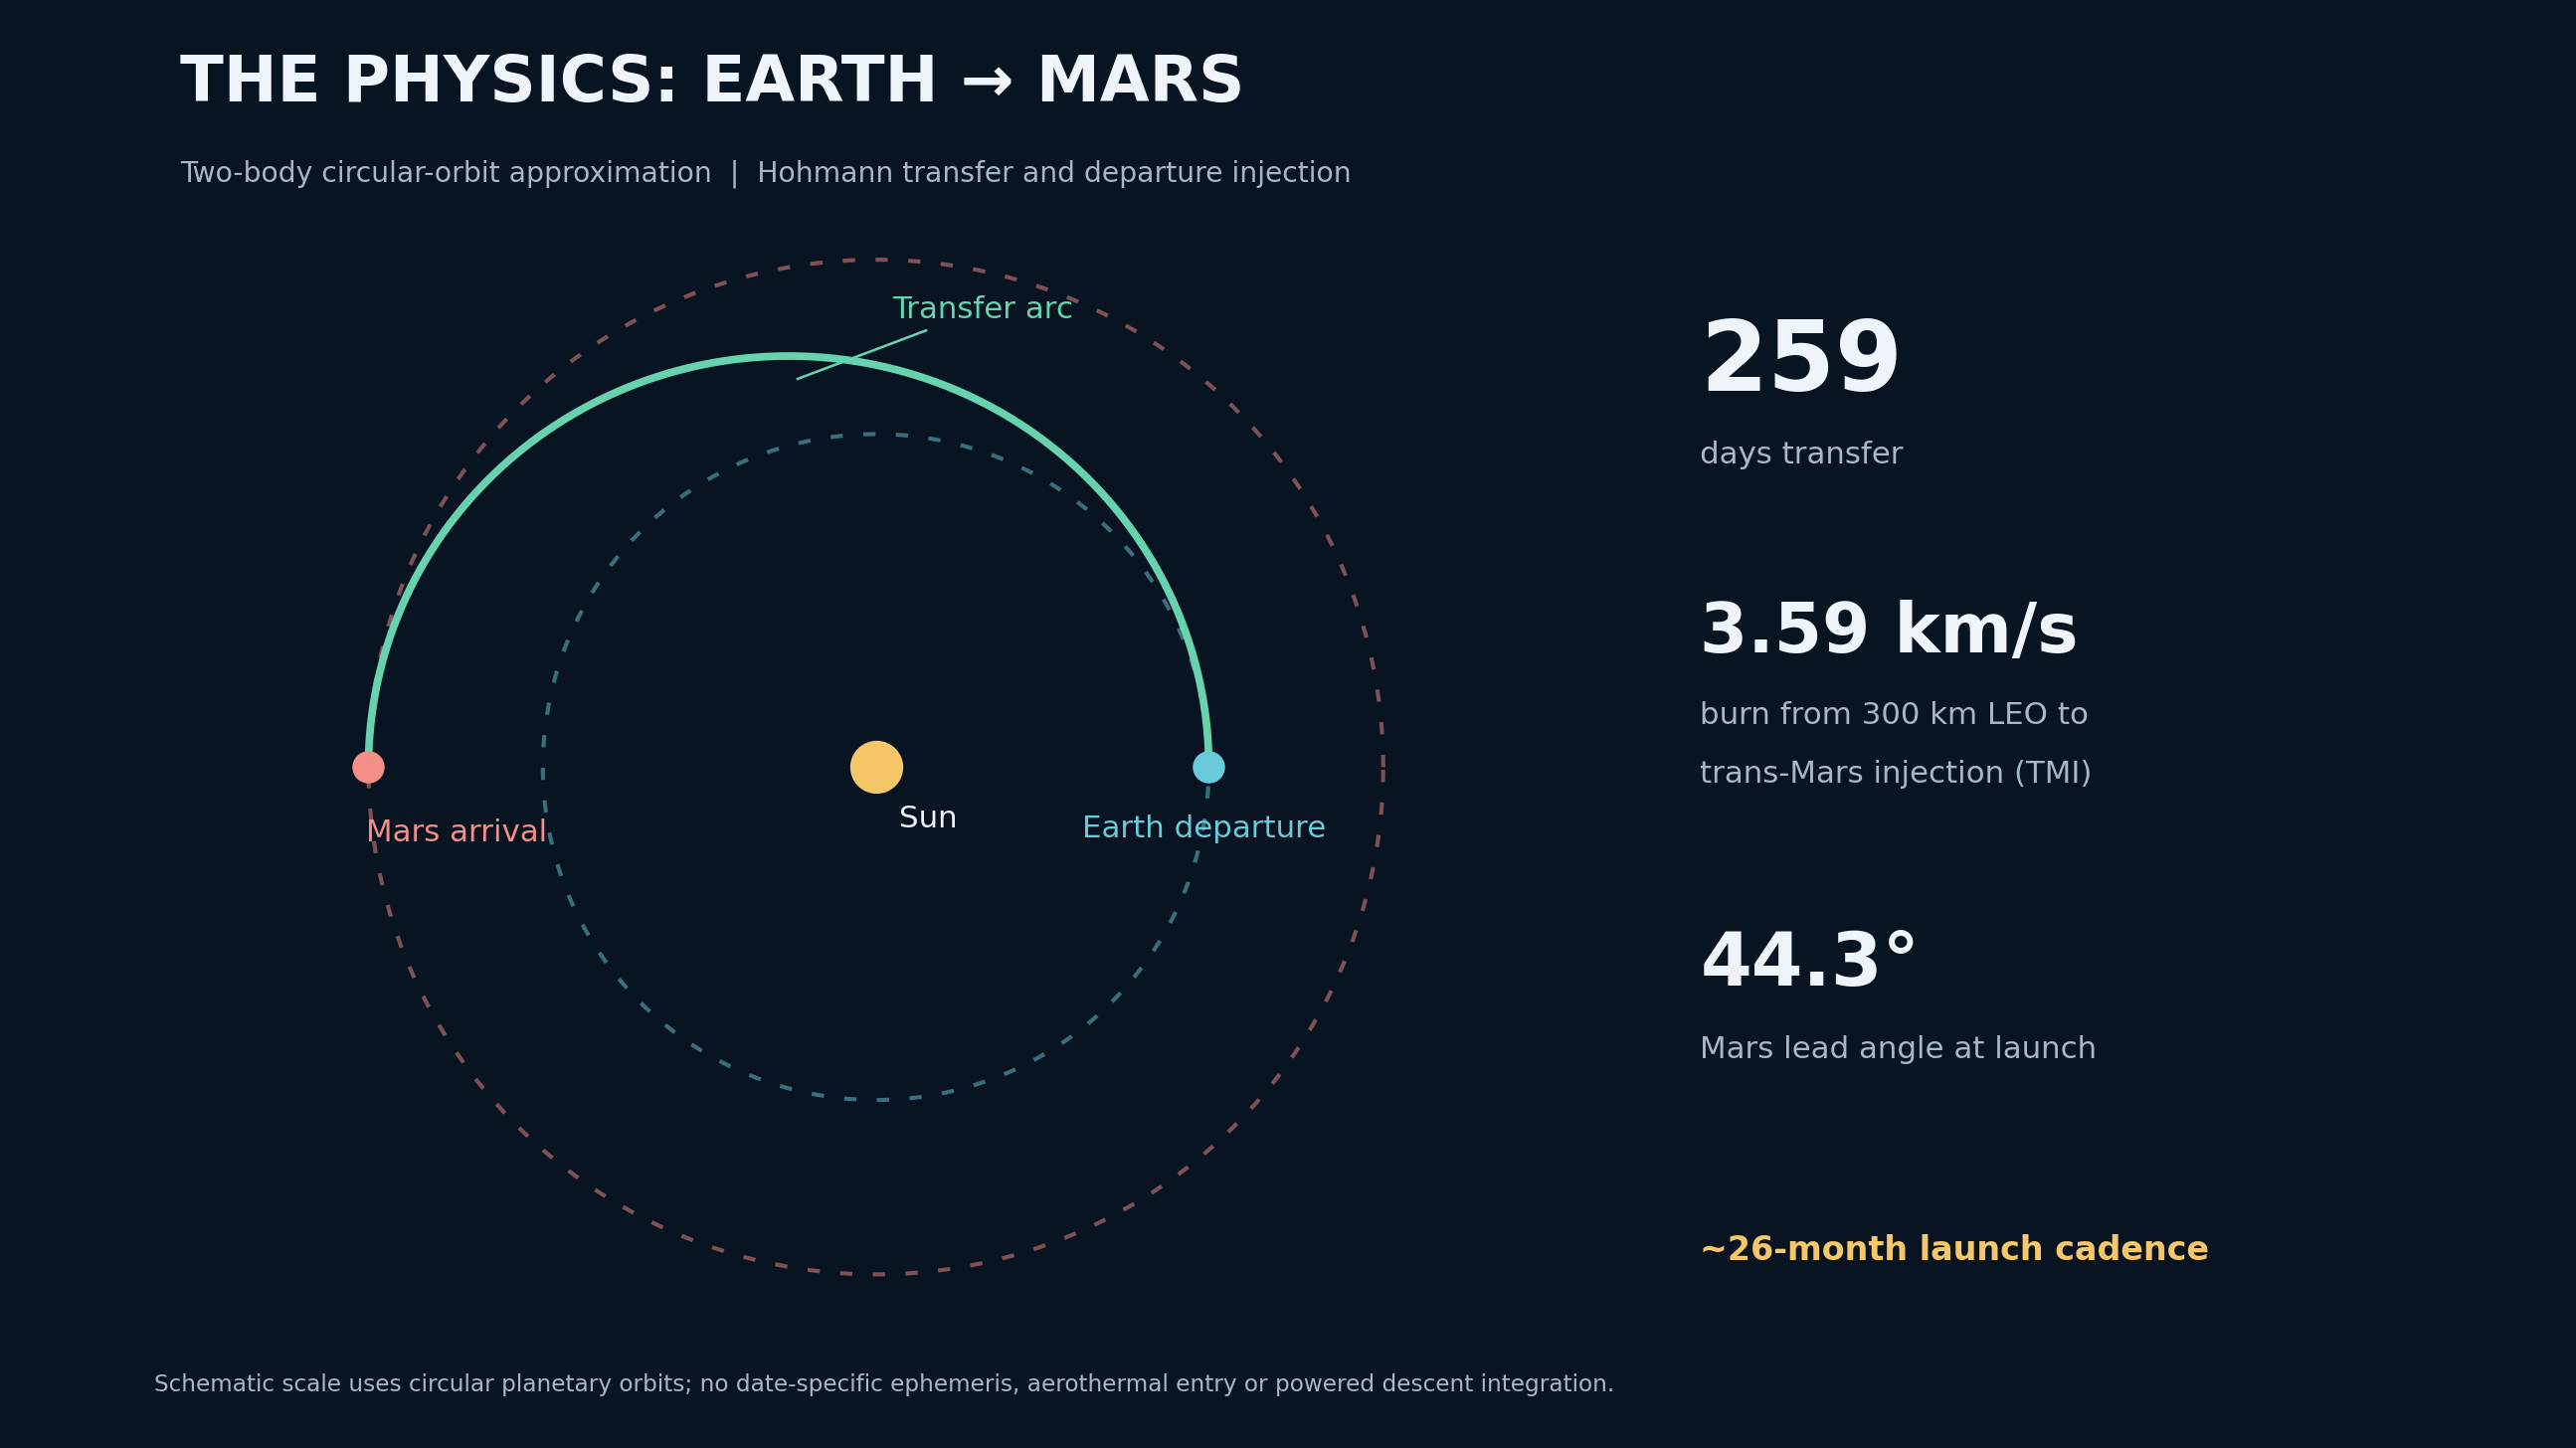 THE PHYSICS: EARTH → MARS
Two-body circular-orbit approximation | Hohmann transfer and departure injection
Transfer arc
Mars arrival
Sun
Earth departure
259
days transfer
3.59 km/s
burn from 300 km LEO to
trans-Mars injection (TMI)
44.3°
Mars lead angle at launch
~26-month launch cadence
Schematic scale uses circular planetary orbits; no date-specific ephemeris, aerothermal entry or powered descent integration.